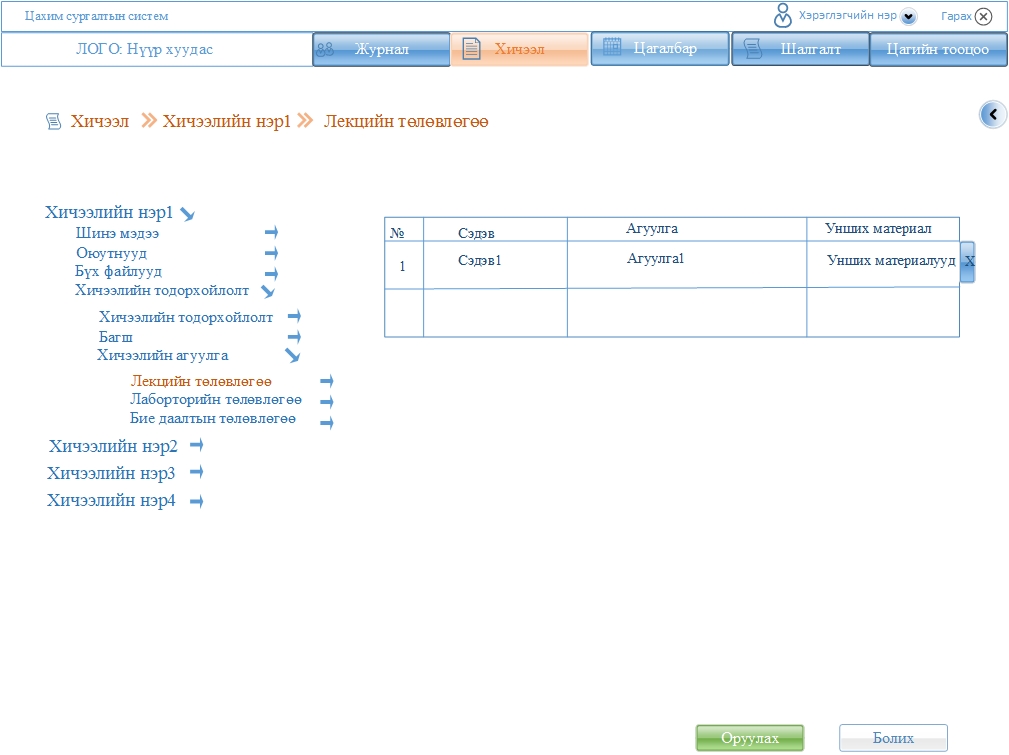 Цахим сургалтын систем
Хэрэглэгчийн нэр
Гарах
ЛОГО: Нүүр хуудас
Журнал
Хичээл
Цагалбар
Шалгалт
Цагийн тооцоо
Хичээл
Хичээлийн нэр1
Лекцийн төлөвлөгөө
Хичээлийн нэр1
Шинэ мэдээ
Оюутнууд
Бүх файлууд
Хичээлийн тодорхойлолт
Хичээлийн тодорхойлолт
Багш
Хичээлийн агуулга
Лекцийн төлөвлөгөө
Лаборторийн төлөвлөгөө
Бие даалтын төлөвлөгөө
Хичээлийн нэр2
Хичээлийн нэр3
Хичээлийн нэр4
№ Сэдэв Агуулга Унших материал
1 Сэдэв1 Агуулга1 Унших материалууд X
Оруулах
Болих